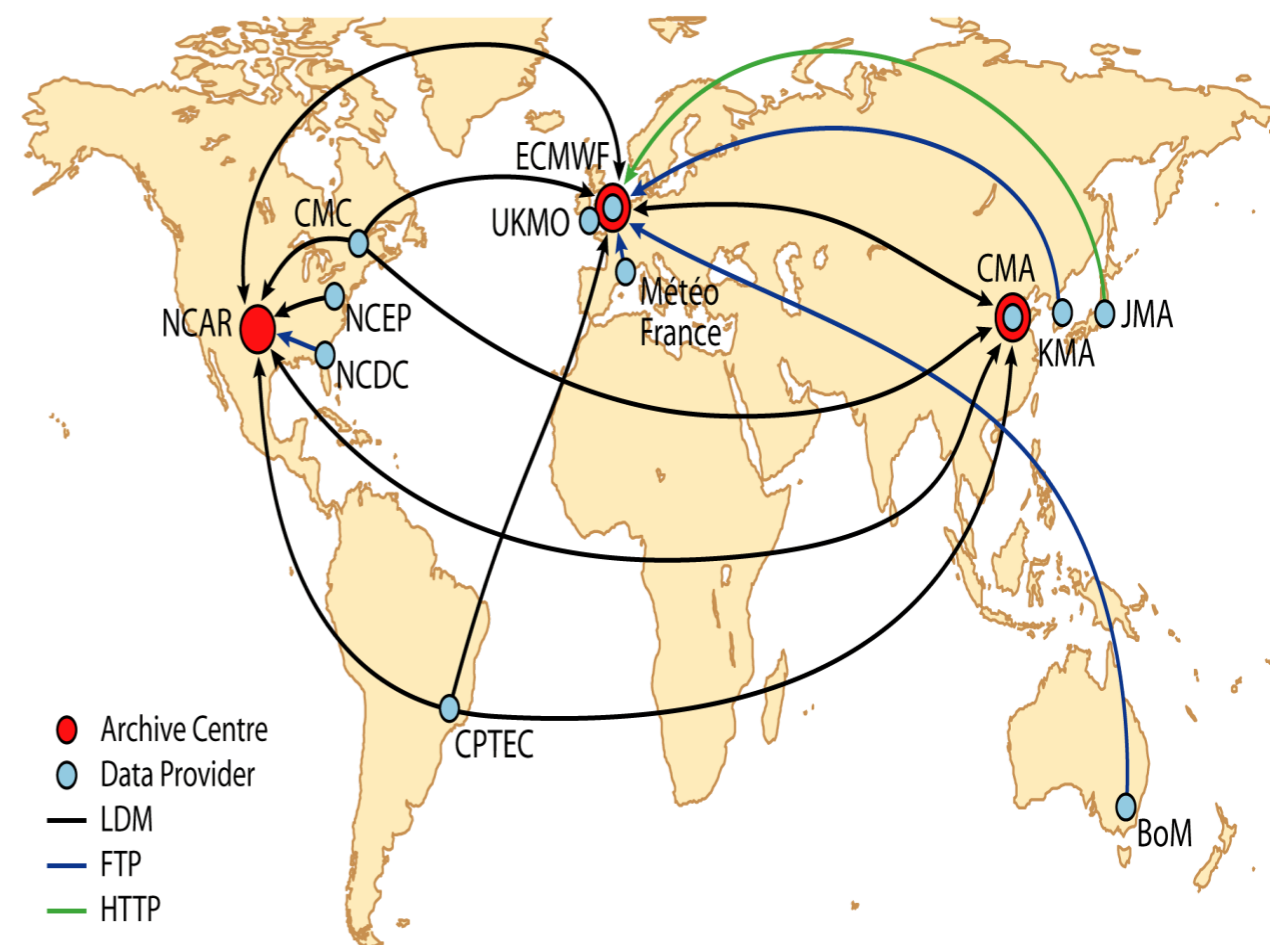 ECMWF
CMC
UKMO
CMA
Météo
France
NCAR
NCEP
JMA
KMA
NCDC
CPTEC
BoM
Archive Centre
Data Provider
LDM
FTP
HTTP